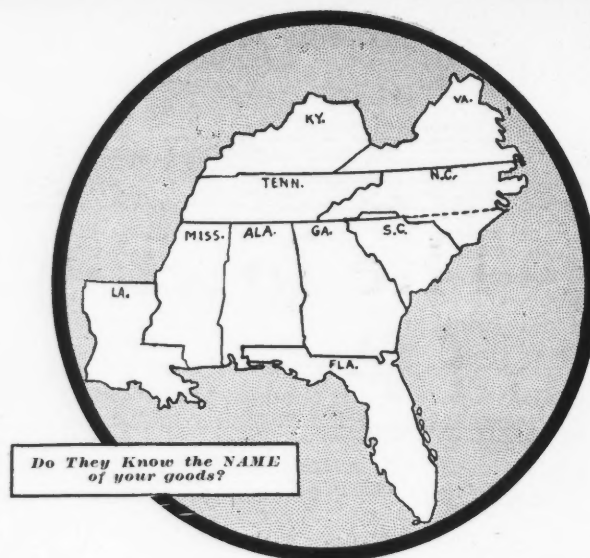 KY.
VA.
TENN.
N.C.
MISS.
ALA.
GA.
S.C.
LA.
FLA.
Do They Know the NAME
of your goods?